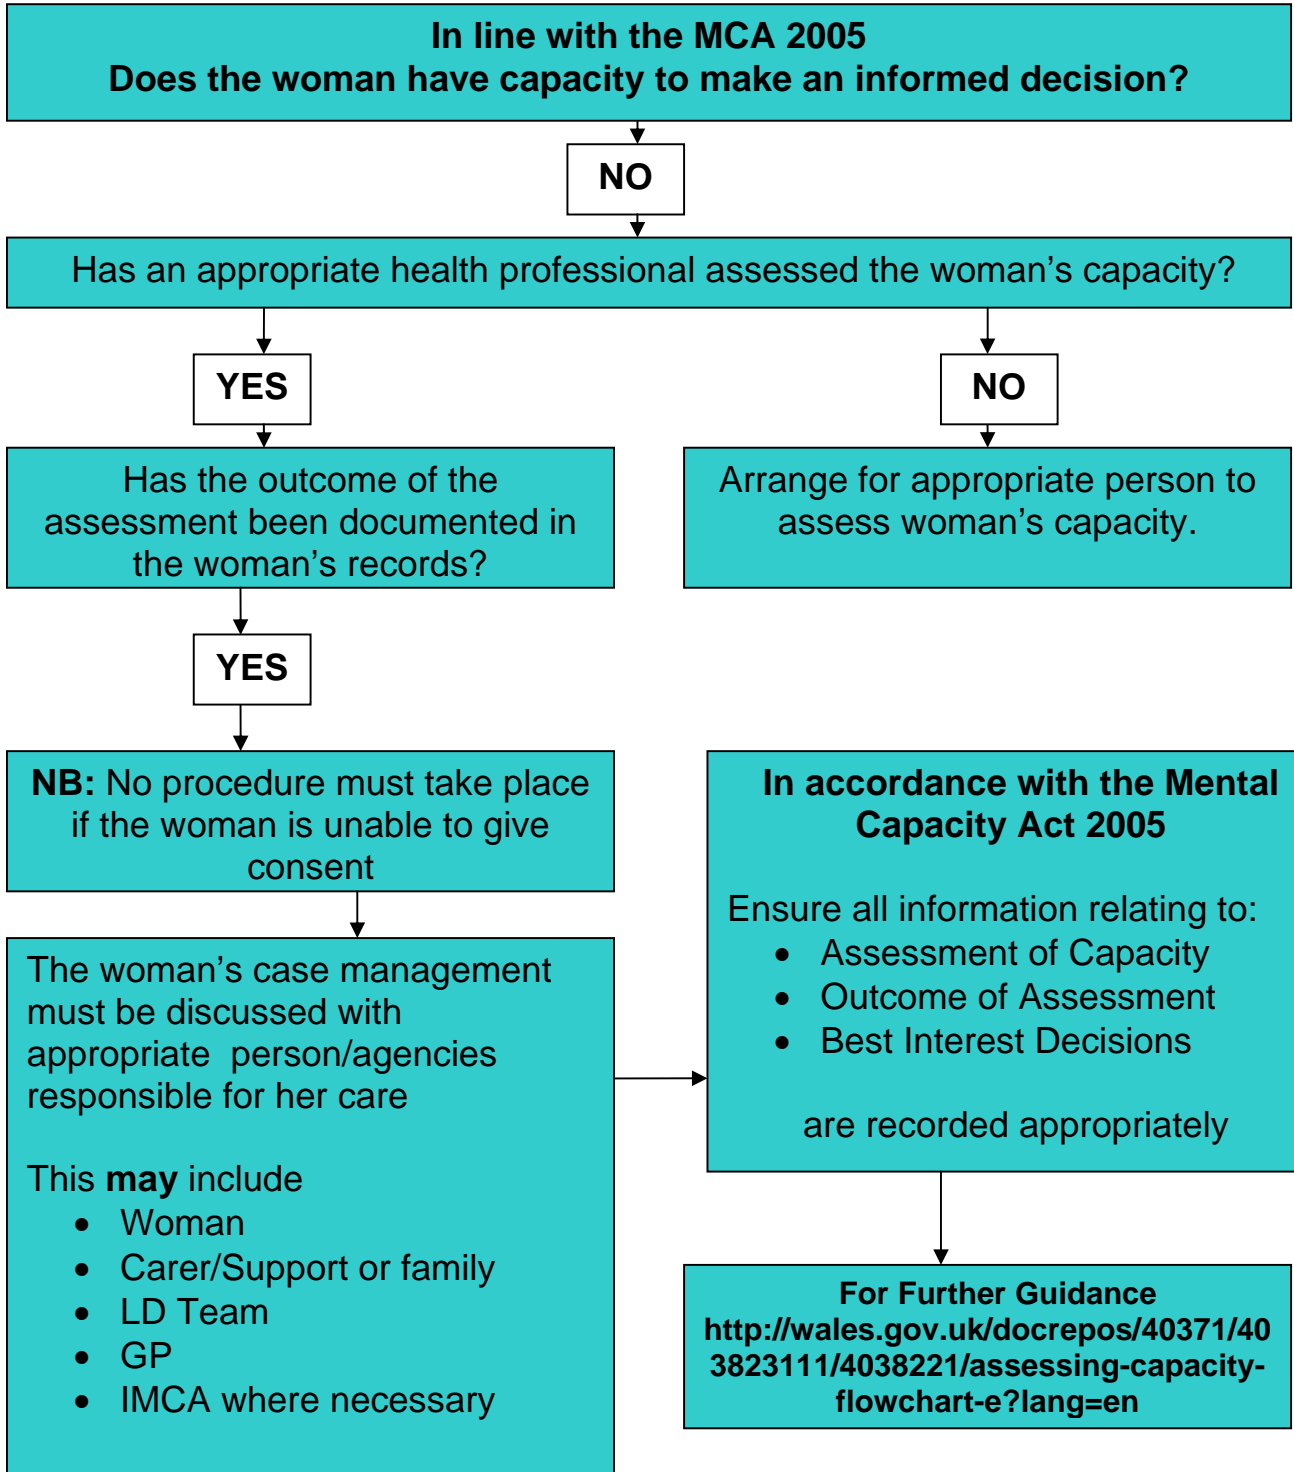 In line with the MCA 2005
Does the woman have capacity to make an informed decision?
NO
Has an appropriate health professional assessed the woman’s capacity?
YES
NO
Has the outcome of the
assessment been documented in
the woman’s records?
Arrange for appropriate person to
assess woman’s capacity.
YES
NB: No procedure must take place
if the woman is unable to give
consent
The woman’s case management
must be discussed with
appropriate person/agencies
responsible for her care
This may include
• Woman
• Carer/Support or family
• LD Team
• GP
• IMCA where necessary
In accordance with the Mental
Capacity Act 2005
Ensure all information relating to:
• Assessment of Capacity
• Outcome of Assessment
• Best Interest Decisions
are recorded appropriately
For Further Guidance
http://wales.gov.uk/docrepos/40371/40
3823111/4038221/assessing-capacity-
flowchart-e?lang=en